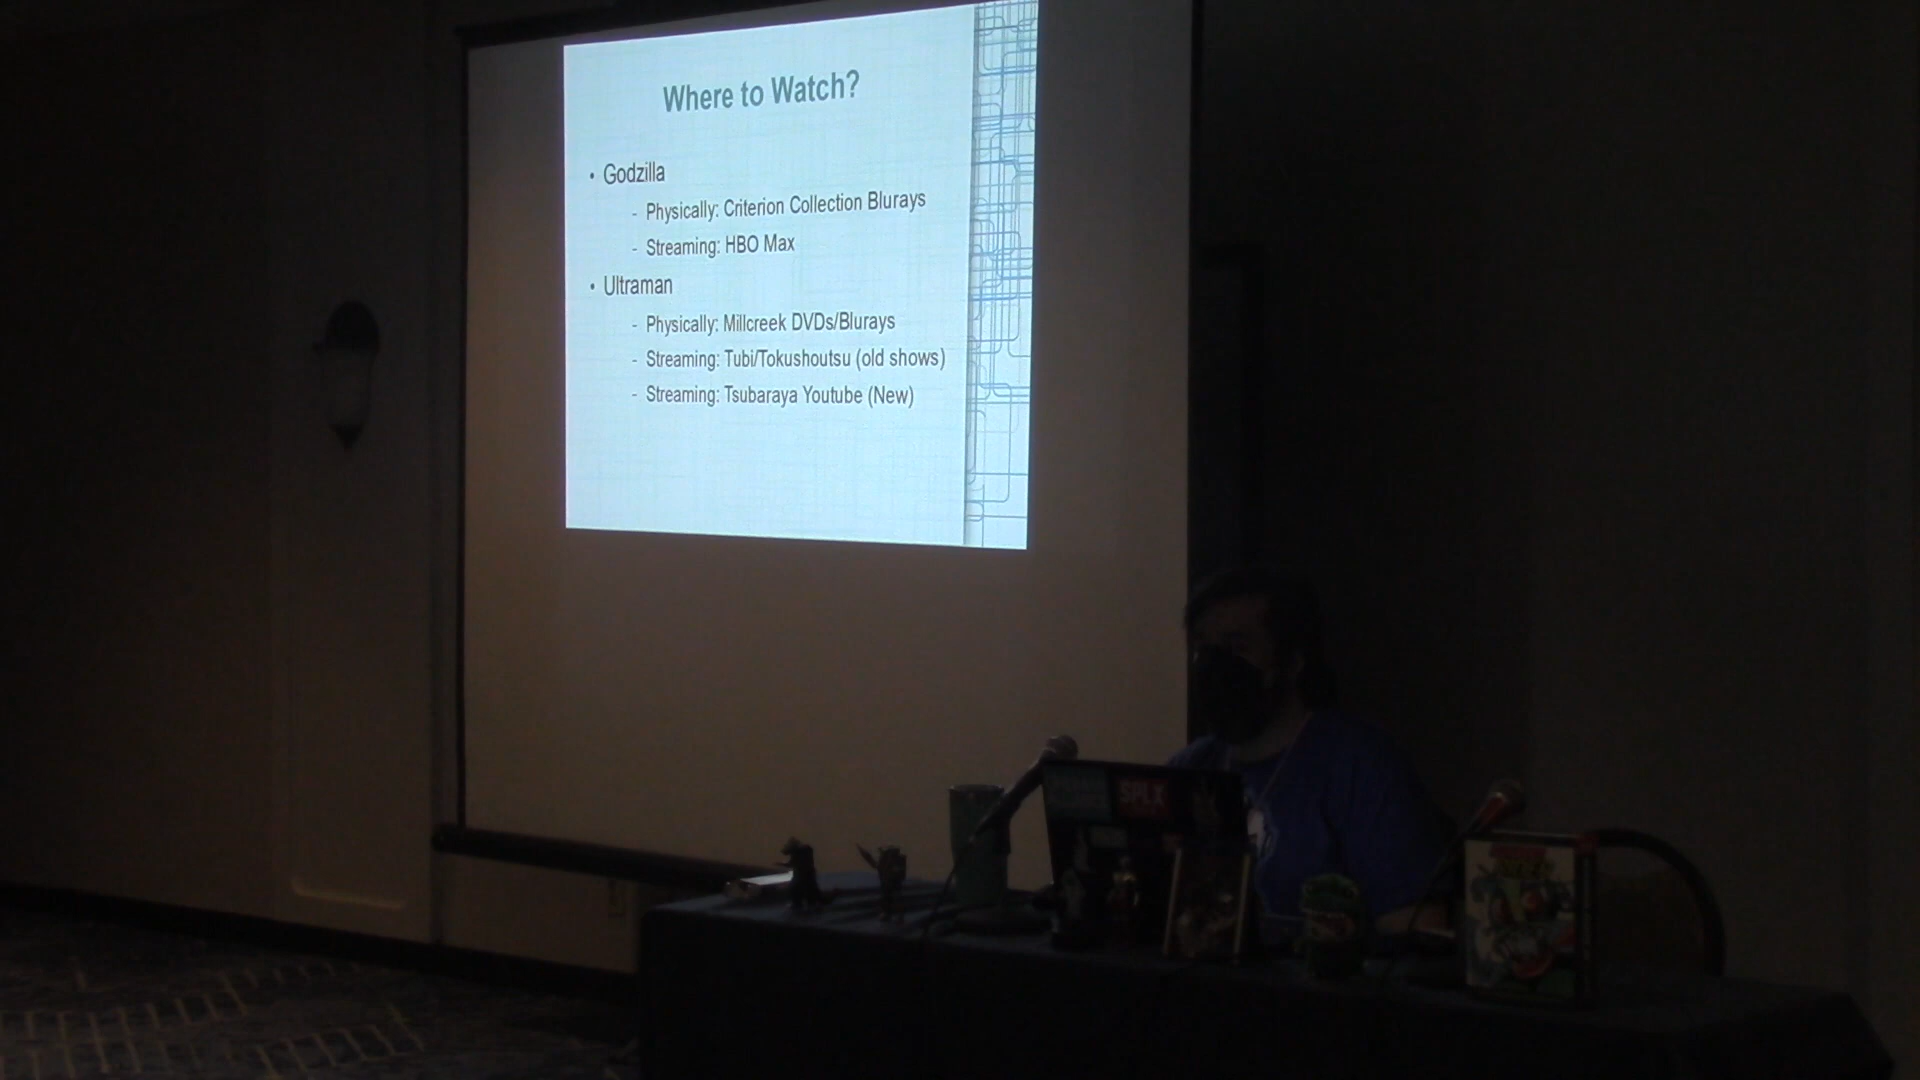 Where to Watch?
• Godzilla
- Physically: Criterion Collection Blurays
- Streaming: HBO Max
• Ultraman
- Physically: Millcreek DVDs/Blurays
- Streaming: Tubi/Tokushoutsu (old shows)
- Streaming: Tsubaraya Youtube (New)
SPLX